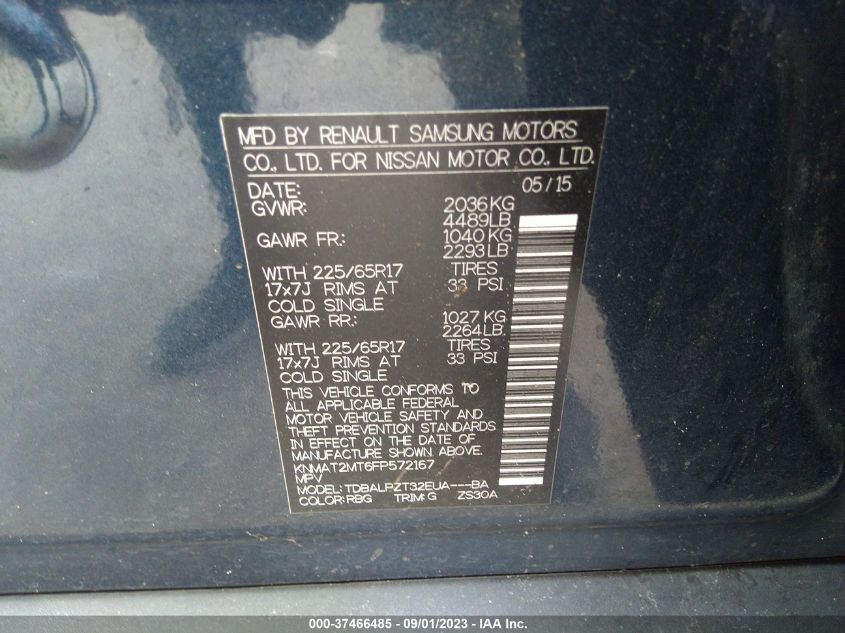 MFD BY RENAULT SAMSUNG MOTORS
CO., LTD. FOR NISSAN MOTOR CO., LTD.
DATE: 05/15
GVWR: 2036KG
4489LB
GAWR FR.: 1040KG
2293LB
WITH 225/65R17 TIRES
17x7J RIMS AT 33 PSI
COLD SINGLE
GAWR RR.: 1027KG
2264LB
WITH 225/65R17 TIRES
17x7J RIMS AT 33 PSI
COLD SINGLE
THIS VEHICLE CONFORMS TO
ALL APPLICABLE FEDERAL
MOTOR VEHICLE SAFETY AND
THEFT PREVENTION STANDARDS
IN EFFECT ON THE DATE OF
MANUFACTURE SHOWN ABOVE.
KNMAT2MT6FP572167
MPV
MODEL: TDBALPZT32EUA---BA
COLOR: RBG TRIM: G ZS30A
000-37466485 - 09/01/2023 - IAA Inc.